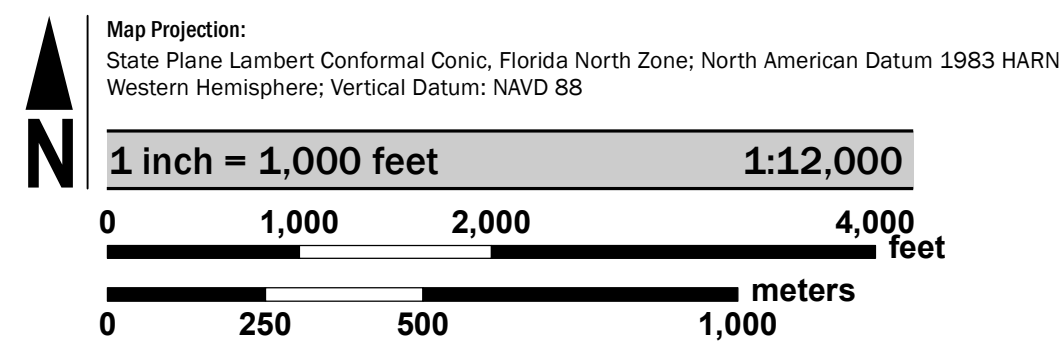 Map Projection:
State Plane Lambert Conformal Conic, Florida North Zone; North American Datum 1983 HARN
Western Hemisphere; Vertical Datum: NAVD 88
N
1 inch = 1,000 feet 1:12,000
0 1,000 2,000 4,000
feet
meters
0 250 500 1,000